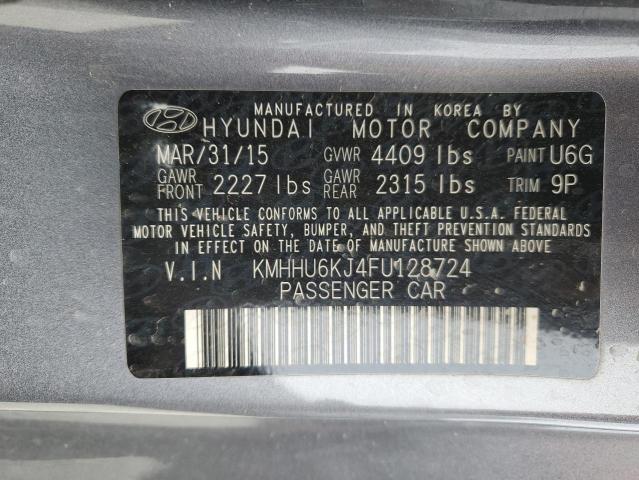 MANUFACTURED IN KOREA BY
HYUNDAI MOTOR COMPANY
MAR/31/15 GVWR 4409 lbs PAINT U6G
GAWR FRONT 2227 lbs GAWR REAR 2315 lbs TRIM 9P
THIS VEHICLE CONFORMS TO ALL APPLICABLE U.S.A. FEDERAL
MOTOR VEHICLE SAFETY, BUMPER, AND THEFT PREVENTION STANDARDS
IN EFFECT ON THE DATE OF MANUFACTURE SHOWN ABOVE
V.I.N KMHHU6KJ4FU128724
PASSENGER CAR